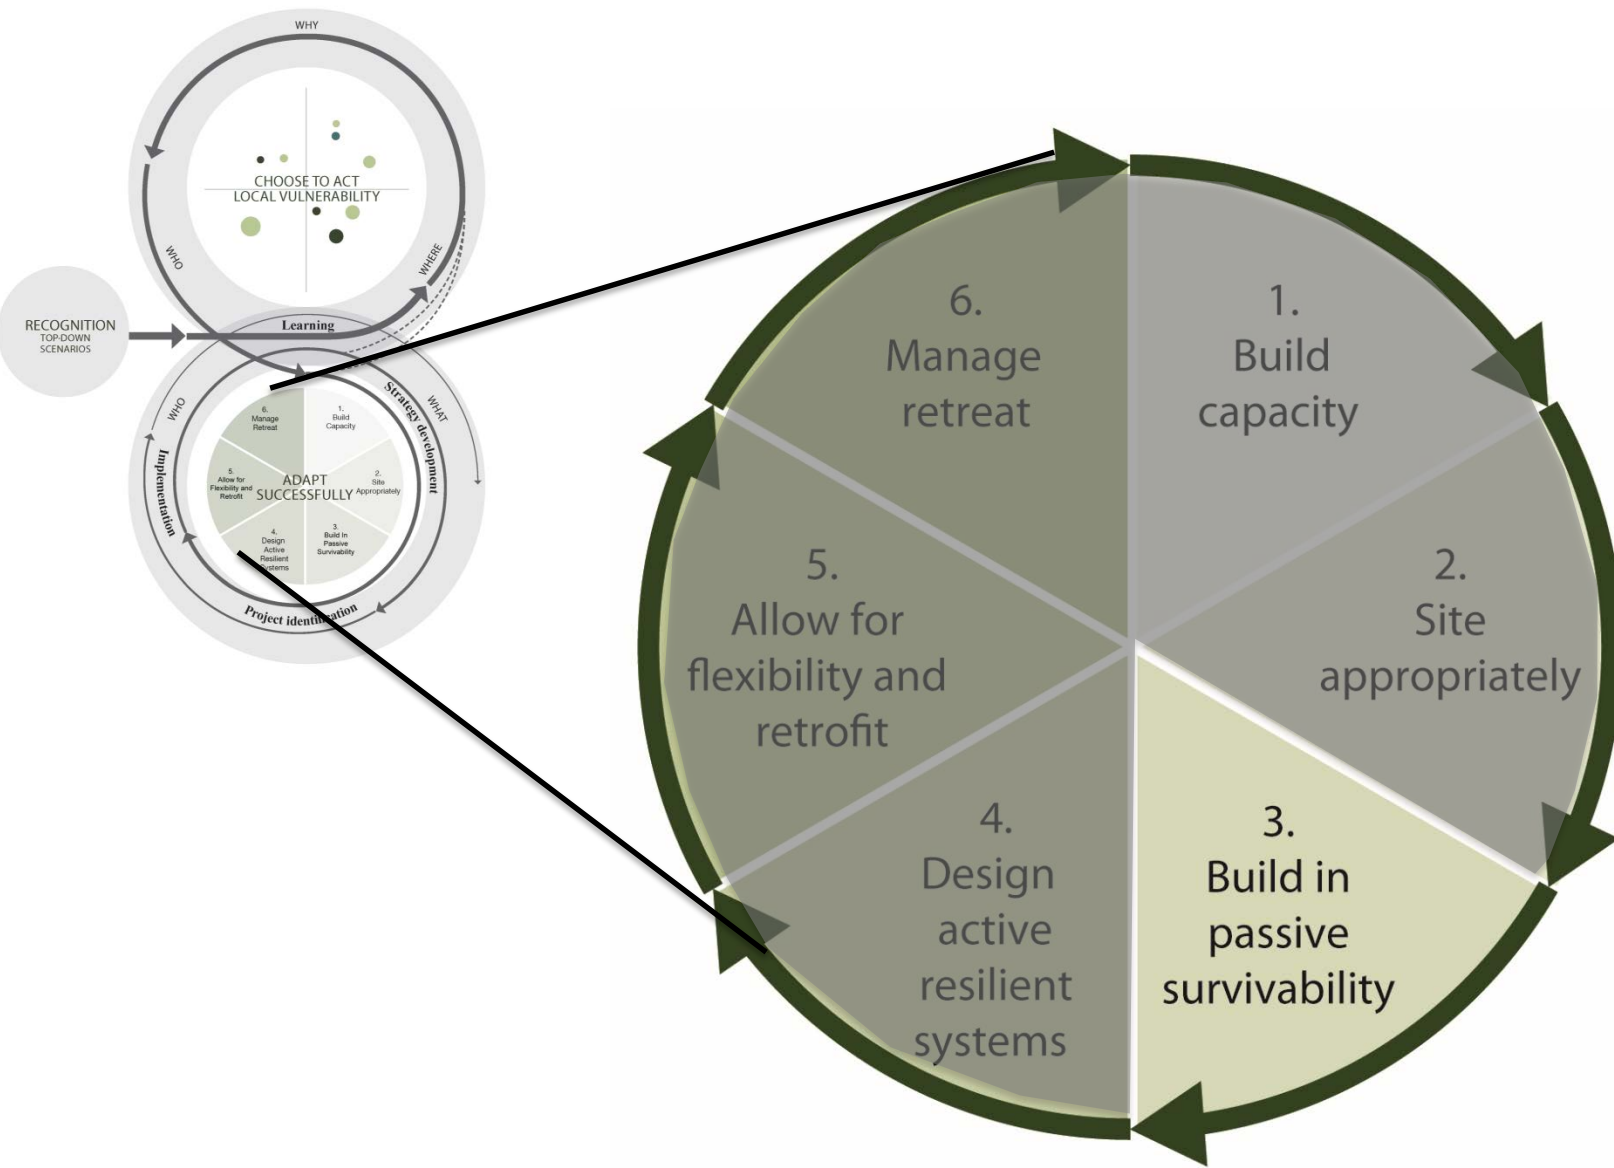 WHY
CHOOSE TO ACT
LOCAL VULNERABILITY
WHO
WHERE
RECOGNITION
TOP-DOWN
SCENARIOS
Learning
WHO
WHAT
Strategy development
Implementation
Project identification
ADAPT
SUCCESSFULLY
1.
Build
Capacity
2.
Site
Appropriately
3.
Build In
Passive
Survivability
4.
Design
Active
Resilient
Systems
5.
Allow for
Flexibility and
Retrofit
6.
Manage
Retreat
1.
Build
capacity
2.
Site
appropriately
3.
Build in
passive
survivability
4.
Design
active
resilient
systems
5.
Allow for
flexibility and
retrofit
6.
Manage
retreat